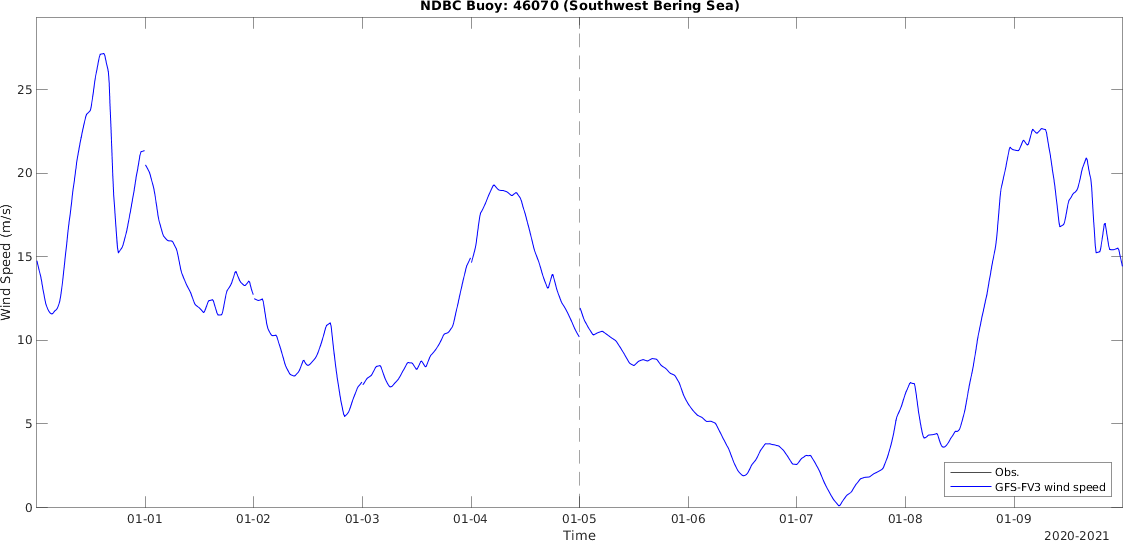 NDBC Buoy: 46070 (Southwest Bering Sea)
Wind Speed (m/s)
25
20
15
10
5
0
Obs.
GFS-FV3 wind speed
01-01 01-02 01-03 01-04 01-05 01-06 01-07 01-08 01-09
Time
2020-2021